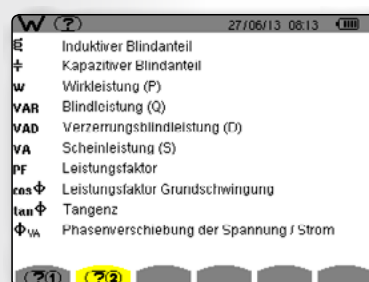 W (?) 27/06/13 08:13
Induktiver Blindanteil
Kapazitiver Blindanteil
W Wirkleistung (P)
VAR Blindleistung (Q)
VAD Verzerrungsblindleistung (D)
VA Scheinleistung (S)
PF Leistungsfaktor
cos Φ Leistungsfaktor Grundschwingung
tan Φ Tangenz
Φ VA Phasenverschiebung der Spannung / Strom
(?① (?②